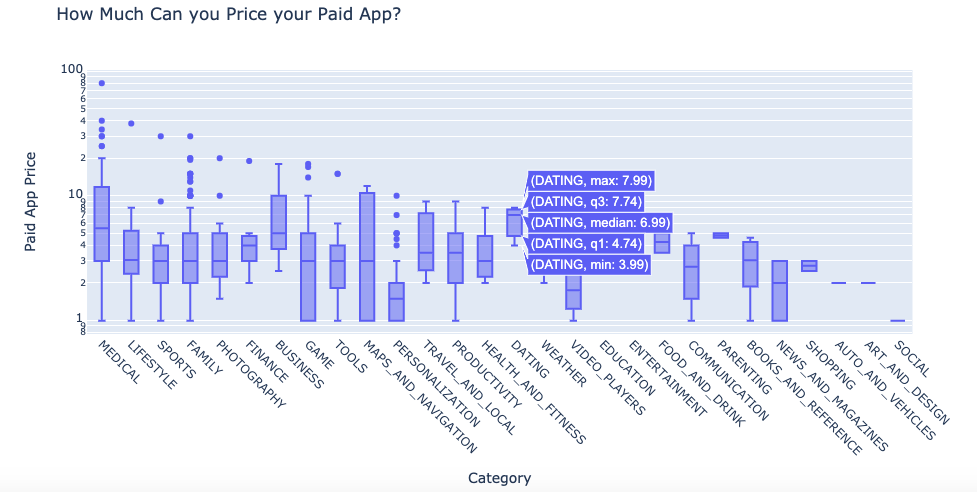 How Much Can you Price your Paid App?
Paid App Price
100
9
8
7
6
5
4
3
2
10
9
8
7
6
5
4
3
2
1
9
8
(DATING, max: 7.99)
(DATING, q3: 7.74)
(DATING, median: 6.99)
(DATING, q1: 4.74)
(DATING, min: 3.99)
MEDICAL
LIFESTYLE
SPORTS
FAMILY
PHOTOGRAPHY
FINANCE
BUSINESS
GAME
TOOLS
MAPS_AND_NAVIGATION
PERSONALIZATION
TRAVEL_AND_LOCAL
PRODUCTIVITY
HEALTH_AND_FITNESS
DATING
WEATHER
VIDEO_PLAYERS
EDUCATION
ENTERTAINMENT
FOOD_AND_DRINK
COMMUNICATION
PARENTING
BOOKS_AND_REFERENCE
NEWS_AND_MAGAZINES
SHOPPING
AUTO_AND_VEHICLES
ART_AND_DESIGN
SOCIAL
Category